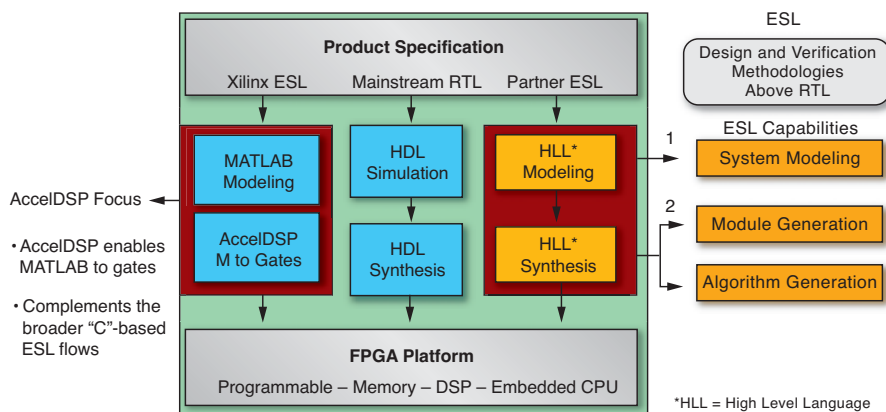 Product Specification
Xilinx ESL
Mainstream RTL
Partner ESL
ESL
Design and Verification
Methodologies
Above RTL
ESL Capabilities
MATLAB
Modeling
HDL
Simulation
HLL*
Modeling
1
System Modeling
AccelDSP Focus
• AccelDSP enables
MATLAB to gates
• Complements the
broader “C”-based
ESL flows
AccelDSP
M to Gates
HDL
Synthesis
HLL*
Synthesis
2
Module Generation
Algorithm Generation
FPGA Platform
Programmable – Memory – DSP – Embedded CPU
*HLL = High Level Language